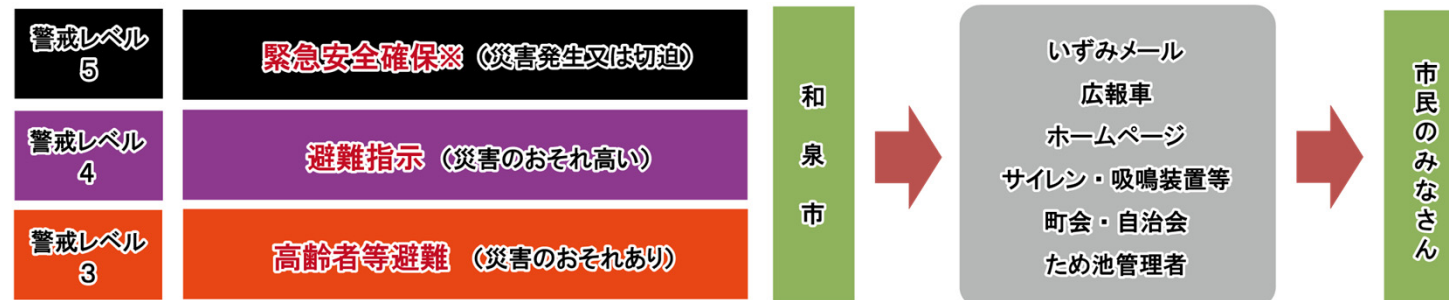 警戒レベル
5
緊急安全確保※（災害発生又は切迫）
警戒レベル
4
避難指示（災害のおそれ高い）
警戒レベル
3
高齢者等避難（災害のおそれあり）
和泉市
いずみメール
広報車
ホームページ
サイレン・吸鳴装置等
町会・自治会
ため池管理者
市民のみなさん